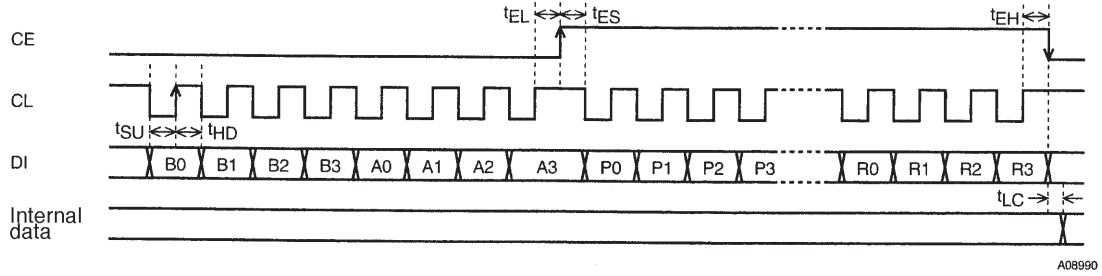 tEL tES tEH
CE
CL
tSU tHD
DI B0 B1 B2 B3 A0 A1 A2 A3 P0 P1 P2 P3 R0 R1 R2 R3
tLC
Internal
data
A08990